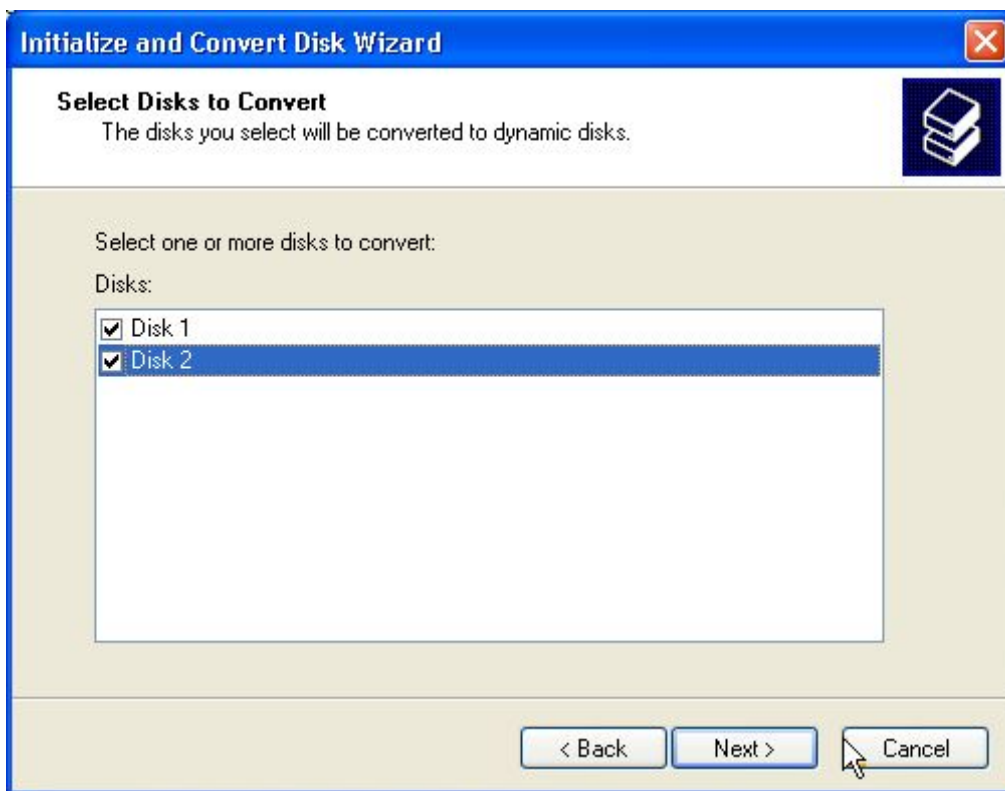 Initialize and Convert Disk Wizard
Select Disks to Convert
The disks you select will be converted to dynamic disks.
Select one or more disks to convert:
Disks:
Disk 1
Disk 2
< Back Next > Cancel